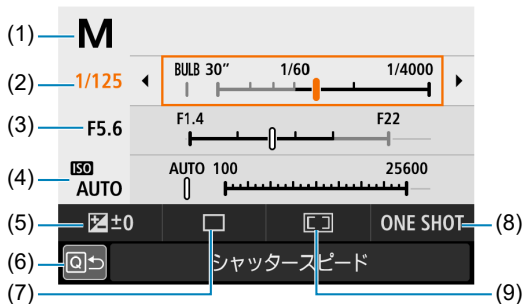 (1) M
BULB 30" 1/60 1/4000
(2) 1/125
F1.4 F22
(3) F5.6
ISO AUTO 100 25600
(4) AUTO
(5) ±0 ONE SHOT (8)
(6) Q シャッタースピード
(7) (9)